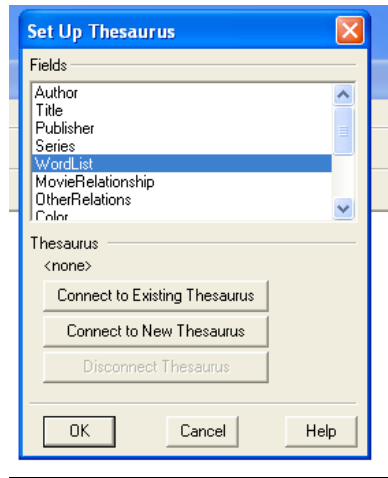 Set Up Thesaurus
Fields
Author
Title
Publisher
Series
WordList
MovieRelationship
OtherRelations
Color
Thesaurus
<none>
Connect to Existing Thesaurus
Connect to New Thesaurus
Disconnect Thesaurus
OK Cancel Help